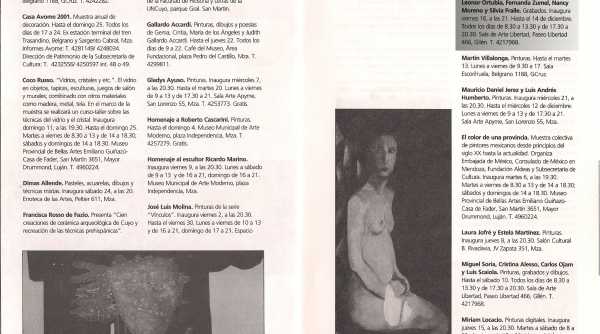 Belgrano 1188, GCruz. T. 4242282.
Casa Avomo 2001. Muestra anual de
decoración. Hasta el domingo 25. Todos los
días de 17 a 24. Ex estación terminal del tren
Trasandino, Belgrano y Sargento Cabral, Mza.
Informes Avome: T. 4281149/ 4248034.
Dirección de Patrimonio de la Subsecretaría de
Cultura: T. 4232556/ 4250597 int. 48 o 49.
Coco Russo. "Vidrios, cristales y etc.". El vidrio
en objetos, tapices, esculturas, juegos de salón
y murales, combinado con otros materiales
como madera, metal, tela. En el marco de la
muestra se realizará un curso-taller sobre las
técnicas del vidrio y el cristal. Inaugura
domingo 11, a las 19.30. Hasta el domingo 25.
Martes a viernes de 8.30 a 13 y de 14 a 18.30,
sábados y domingos de 14 a 18.30. Museo
Provincial de Bellas Artes Emiliano Guiñazú-
Casa de Fader, San Martín 3651, Mayor
Drummond, Luján. T. 4960224.
Dimas Allende. Pasteles, acuarelas, dibujos y
técnicas mixtas. Inaugura sábado 24, a las 20.
Enoteca de las Artes, Peltier 611, Mza.
Francisca Rosso de Fazio. Presenta "Cien
creaciones de cerámica arqueológica de Cuyo y
recreación de las técnicas prehispánicas".
de la Facultad de Historia y Letras de la
UNCuyo, parque Gral. San Martín.
Gallardo Accardi. Pinturas, dibujos y poesías
de Gema, Cintia, María de los Ángeles y Judith
Gallardo Accardi. Hasta el jueves 22. Todos los
días de 9 a 22. Café del Museo, Área
Fundacional, plaza Pedro del Castillo, Mza. T.
4299811.
Gladys Ayuso. Pinturas. Inaugura miércoles 7,
a las 20.30. Hasta martes 20. Lunes a viernes
de 9 a 13 y de 17.30 a 21. Sala Arte Apyme,
San Lorenzo 55, Mza. T. 4253773. Gratis.
Homenaje a Roberto Cascarini. Pinturas.
Hasta el domingo 4. Museo Municipal de Arte
Moderno, plaza Independencia, Mza. T
4257279. Gratis.
Homenaje al escultor Ricardo Marino.
Inaugura viernes 9, a las 20.30. Lunes a sábado
de 9 a 13 y de 16 a 21, domingo de 16 a 21.
Museo Municipal de Arte Moderno, plaza
Independencia, Mza.
José Luis Molina. Pinturas de la serie
"Vínculos". Inaugura viernes 2, a las 20.30.
Hasta el viernes 30. Lunes a viernes de 10 a 13
y de 16 a 21, domingo de 17 a 21. Espacio
Leonor Ortubia, Fernanda Zumel, Nancy
Moreno y Silvia Fraile. Grabados. Inaugura
viernes 16, a las 21. Hasta el 14 de diciembre.
Todos los días de 8.30 a 13.30 y de 17.30 a
20.30. Sala de Arte Libertad, Paseo Libertad
466, Gllén. T. 4217968.
Martín Villalonga. Pinturas. Hasta el martes
13. Lunes a viernes de 9.30 a 17. Sala
Escorihuela, Belgrano 1188, GCruz.
Mauricio Daniel Jerez y Luis Andrés
Humberto. Pinturas. Inaugura miércoles 21, a
las 20.30. Hasta miércoles 12 de diciembre.
Lunes a viernes de 9 a 13 y de 17.30 a 21.
Sala Arte Apyme, San Lorenzo 55, Mza.
El color de una provincia. Muestra colectiva
de pintores mexicanos desde principios del
siglo XX hasta la actualidad. Organiza
Embajada de México, Consulado de México en
Mendoza, Fundación Aldeas y Subsecretaría de
Cultura. Inaugura martes 6, a las 19.30.
Martes a viernes de 8.30 a 13 y de 14 a 18.30;
sábados y domingos de 14 a 18.30. Museo
Provincial de Bellas Artes Emiliano Guiñazú-
Casa de Fader, San Martín 3651, Mayor
Drummond, Luján. T. 4960224.
Laura Jofré y Estela Martínez. Pinturas.
Inaugura jueves 8, a las 20.30. Salón Cultural
B. Rivadavia, JV Zapata 351, Mza.
Miguel Soria, Cristina Alesso, Carlos Ojam
y Luis Scaiola. Pinturas, grabados y dibujos.
Hasta el sábado 10. Todos los días de 8.30 a
13.30 y de 17.30 a 20.30. Sala de Arte
Libertad, Paseo Libertad 466, Gllén. T.
4217968.
Miriam Locacio. Pinturas digitales. Inaugura
jueves 15, a las 20.30. Martes a sábado de 8 a